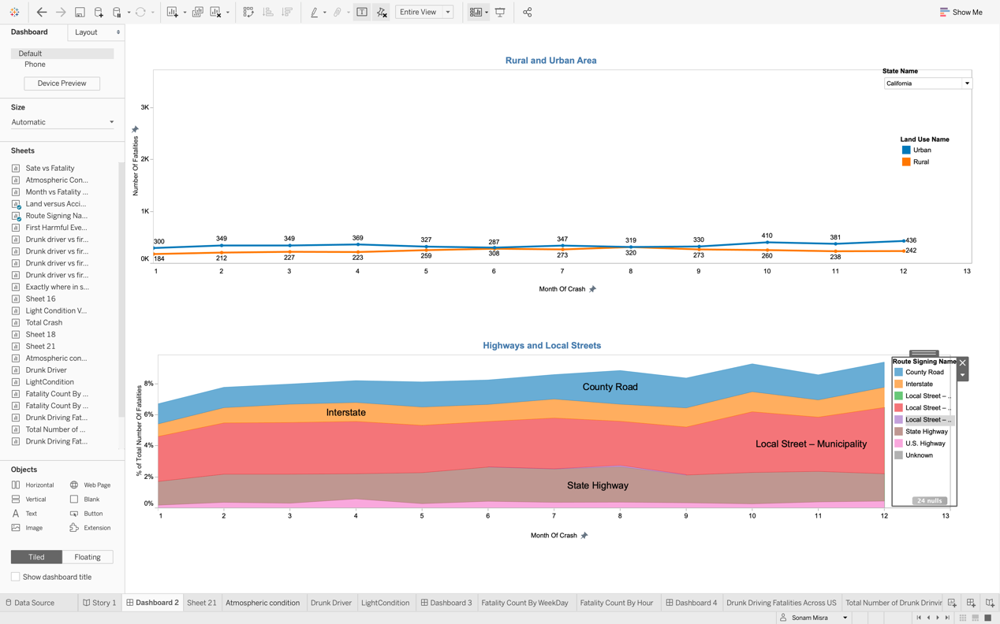 Entire View
Show Me
Dashboard
Layout
Default
Phone
Device Preview
Size
Automatic
Sheets
Sate vs Fatality
Atmospheric Con...
Month vs Fatality ...
Land versus Acci...
Route Signing Na...
First Harmful Eve...
Drunk driver vs fir...
Drunk driver vs fir...
Drunk driver vs fir...
Drunk driver vs fir...
Exactly where in s...
Sheet 16
Light Condition V...
Total Crash
Sheet 18
Sheet 21
Atmospheric con...
Drunk Driver
LightCondition
Fatality Count By ...
Fatality Count By ...
Drunk Driving Fat...
Total Number of ...
Drunk Driving Fat...
Objects
Horizontal Web Page
Vertical Blank
Text Button
Image Extension
Tiled Floating
Show dashboard title
Rural and Urban Area
State Name
California
Land Use Name
Urban
Rural
Number Of Fatalities
3K
2K
1K
0K
300 349 349 369 327 287 347 319 330 410 381 436
184 212 227 223 259 308 273 320 273 260 238 242
1 2 3 4 5 6 7 8 9 10 11 12 13
Month Of Crash
Highways and Local Streets
% of Total Number Of Fatalities
8%
6%
4%
2%
0%
County Road
Interstate
Local Street – Municipality
State Highway
1 2 3 4 5 6 7 8 9 10 11 12 13
Month Of Crash
Route Signing Name
County Road
Interstate
Local Street – ..
Local Street – ..
Local Street – ..
State Highway
U.S. Highway
Unknown
24 nulls
Data Source Story 1 Dashboard 2 Sheet 21 Atmospheric condition Drunk Driver LightCondition Dashboard 3 Fatality Count By WeekDay Fatality Count By Hour Dashboard 4 Drunk Driving Fatalities Across US Total Number of Drunk Drivin
Sonam Misra